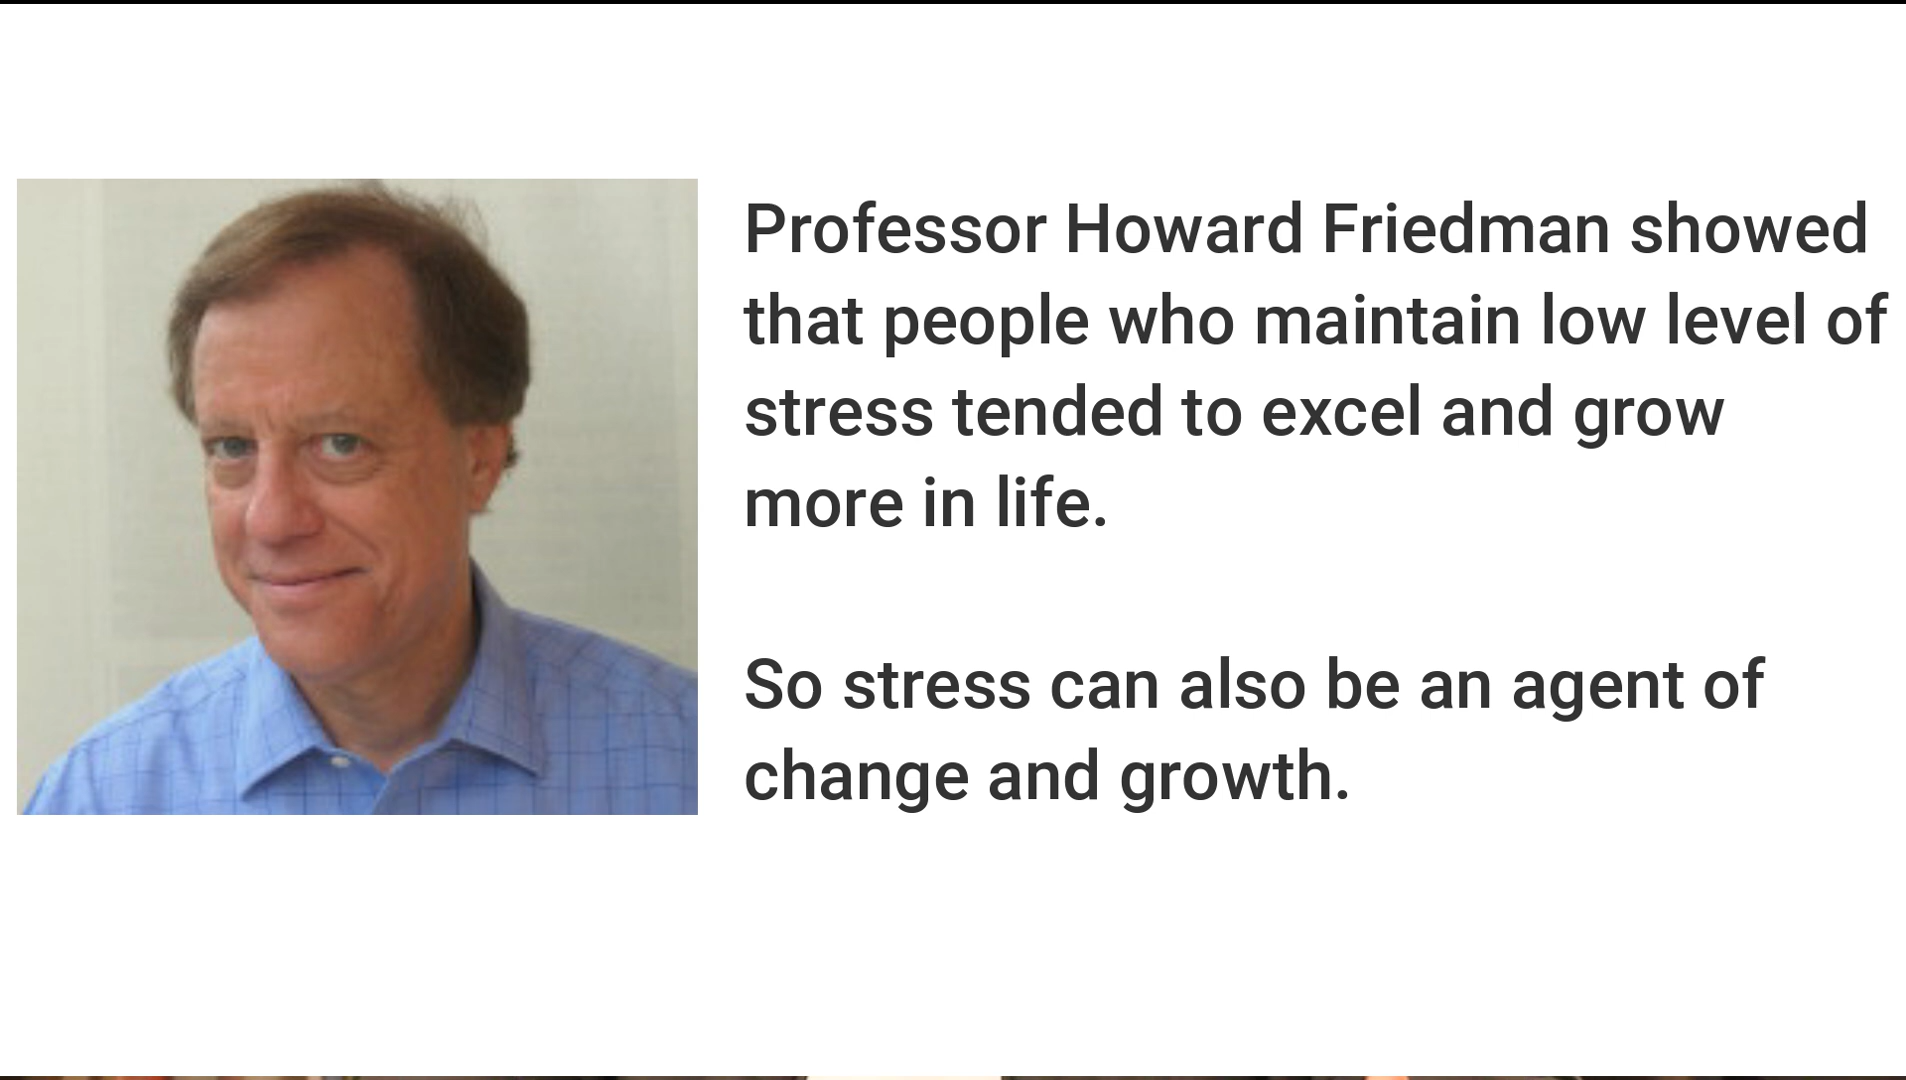 Professor Howard Friedman showed
that people who maintain low level of
stress tended to excel and grow
more in life.
So stress can also be an agent of
change and growth.